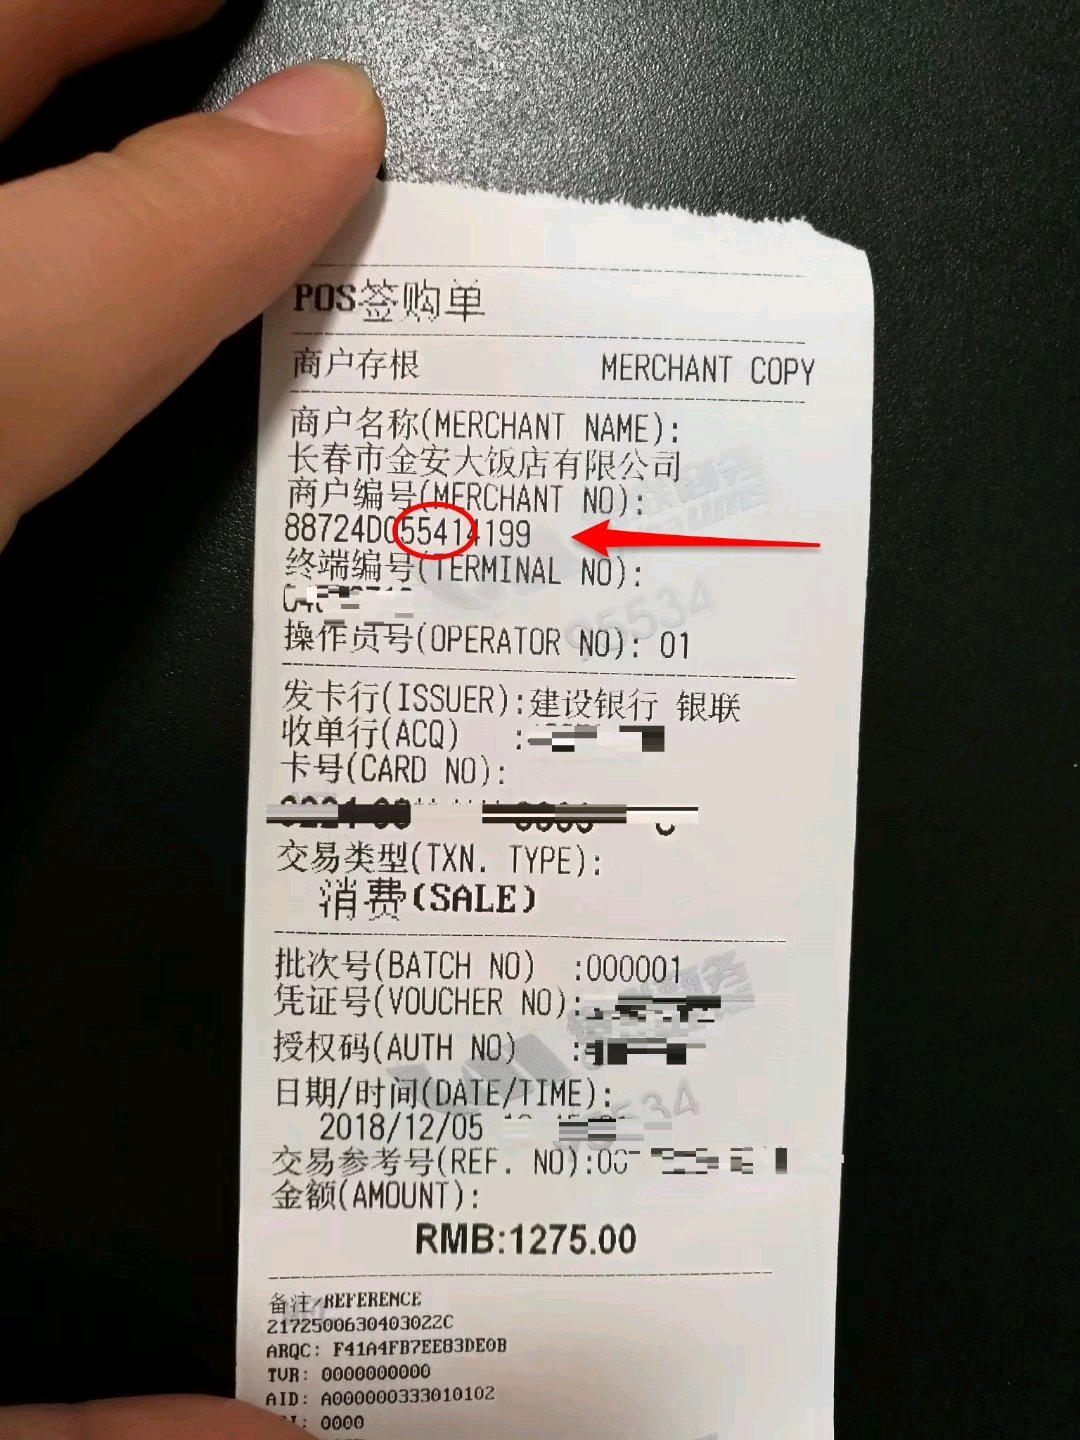 POS签购单
商户存根 MERCHANT COPY
商户名称(MERCHANT NAME):
长春市金安大饭店有限公司
商户编号(MERCHANT NO):
88724D055414199
终端编号(TERMINAL NO):
操作员号(OPERATOR NO): 01
发卡行(ISSUER):建设银行 银联
收单行(ACQ) :
卡号(CARD NO):
交易类型(TXN. TYPE):
消费(SALE)
批次号(BATCH NO) :000001
凭证号(VOUCHER NO):
授权码(AUTH NO) :
日期/时间(DATE/TIME):
2018/12/05
交易参考号(REF. NO):
金额(AMOUNT):
RMB:1275.00
备注/REFERENCE
2172500630403022C
ARQC: F41A4FB7EE83DE0B
TVR: 0000000000
AID: A000000333010102
0000
95534